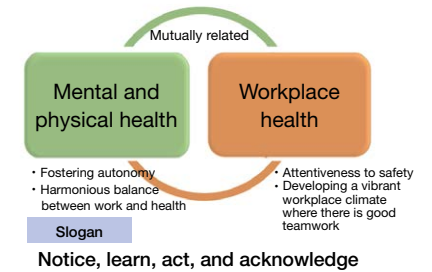 Mutually related
Mental and
physical health
Workplace
health
・Fostering autonomy
・Harmonious balance
between work and health
・Attentiveness to safety
・Developing a vibrant
workplace climate
where there is good
teamwork
Slogan
Notice, learn, act, and acknowledge